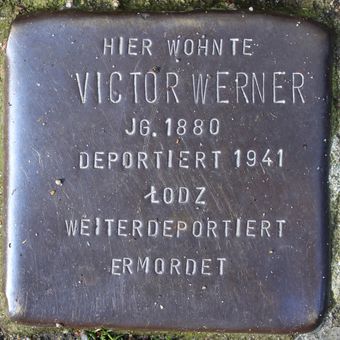 HIER WOHNTE
VICTOR WERNER
JG. 1880
DEPORTIERT 1941
ŁODZ
WEITERDEPORTIERT
ERMORDET